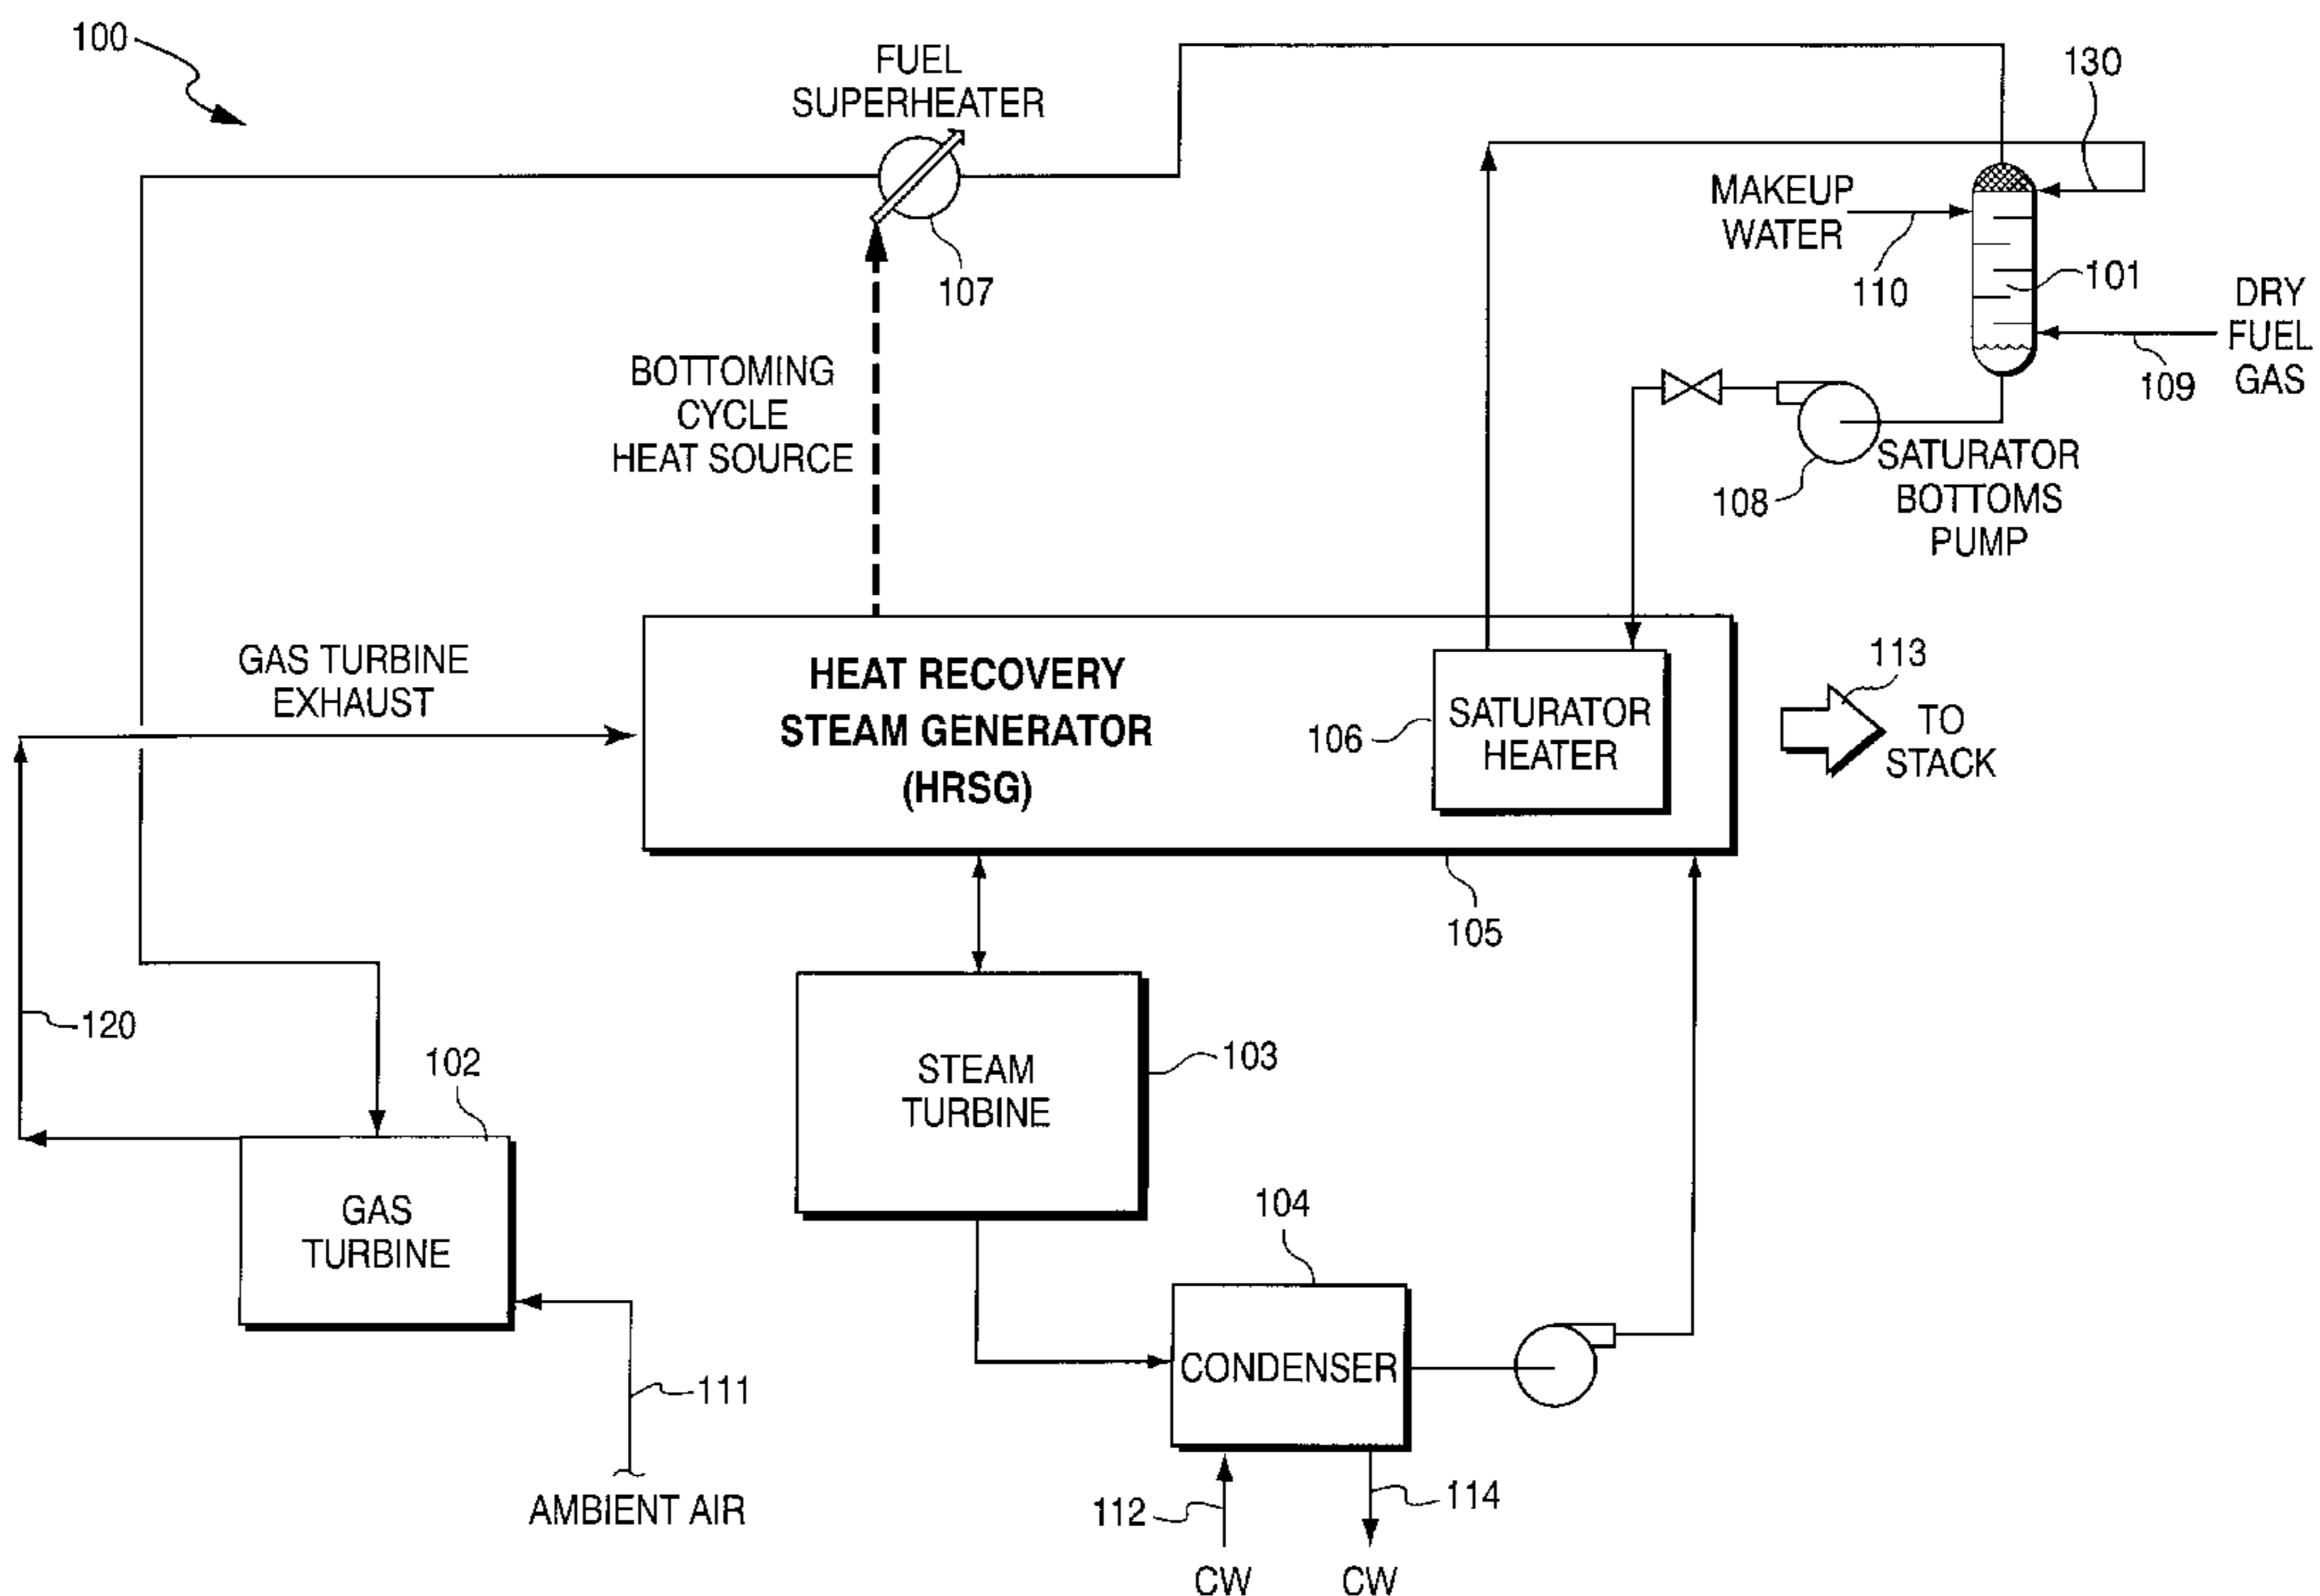 100
FUEL
SUPERHEATER
130
MAKEUP
WATER
110
101
DRY
FUEL
GAS
109
107
BOTTOMING
CYCLE
HEAT SOURCE
108
SATURATOR
BOTTOMS
PUMP
GAS TURBINE
EXHAUST
HEAT RECOVERY
STEAM GENERATOR
(HRSG)
106
SATURATOR
HEATER
113
TO
STACK
105
120
102
GAS
TURBINE
STEAM
TURBINE
103
104
CONDENSER
111
AMBIENT AIR
112
114
CW
CW